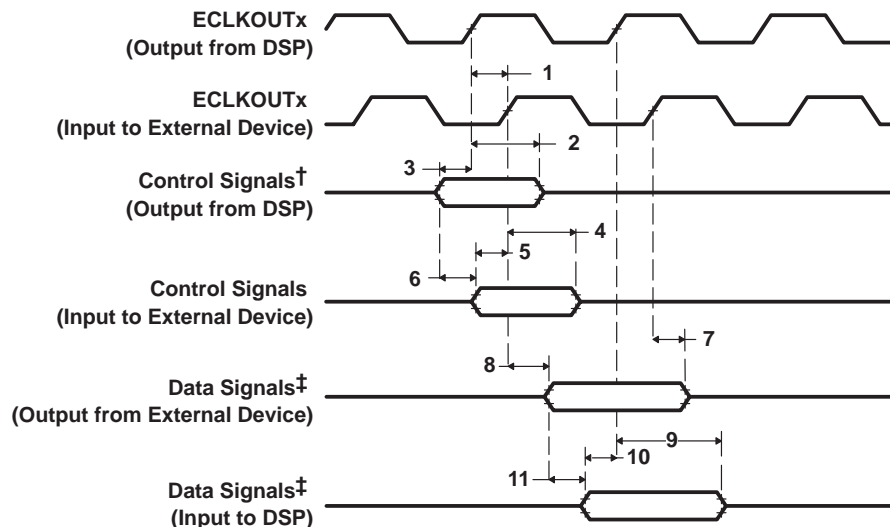 ECLKOUTx
(Output from DSP)
1
ECLKOUTx
(Input to External Device)
2
3
Control Signals†
(Output from DSP)
4
5
6
Control Signals
(Input to External Device)
7
8
Data Signals‡
(Output from External Device)
9
10
11
Data Signals‡
(Input to DSP)